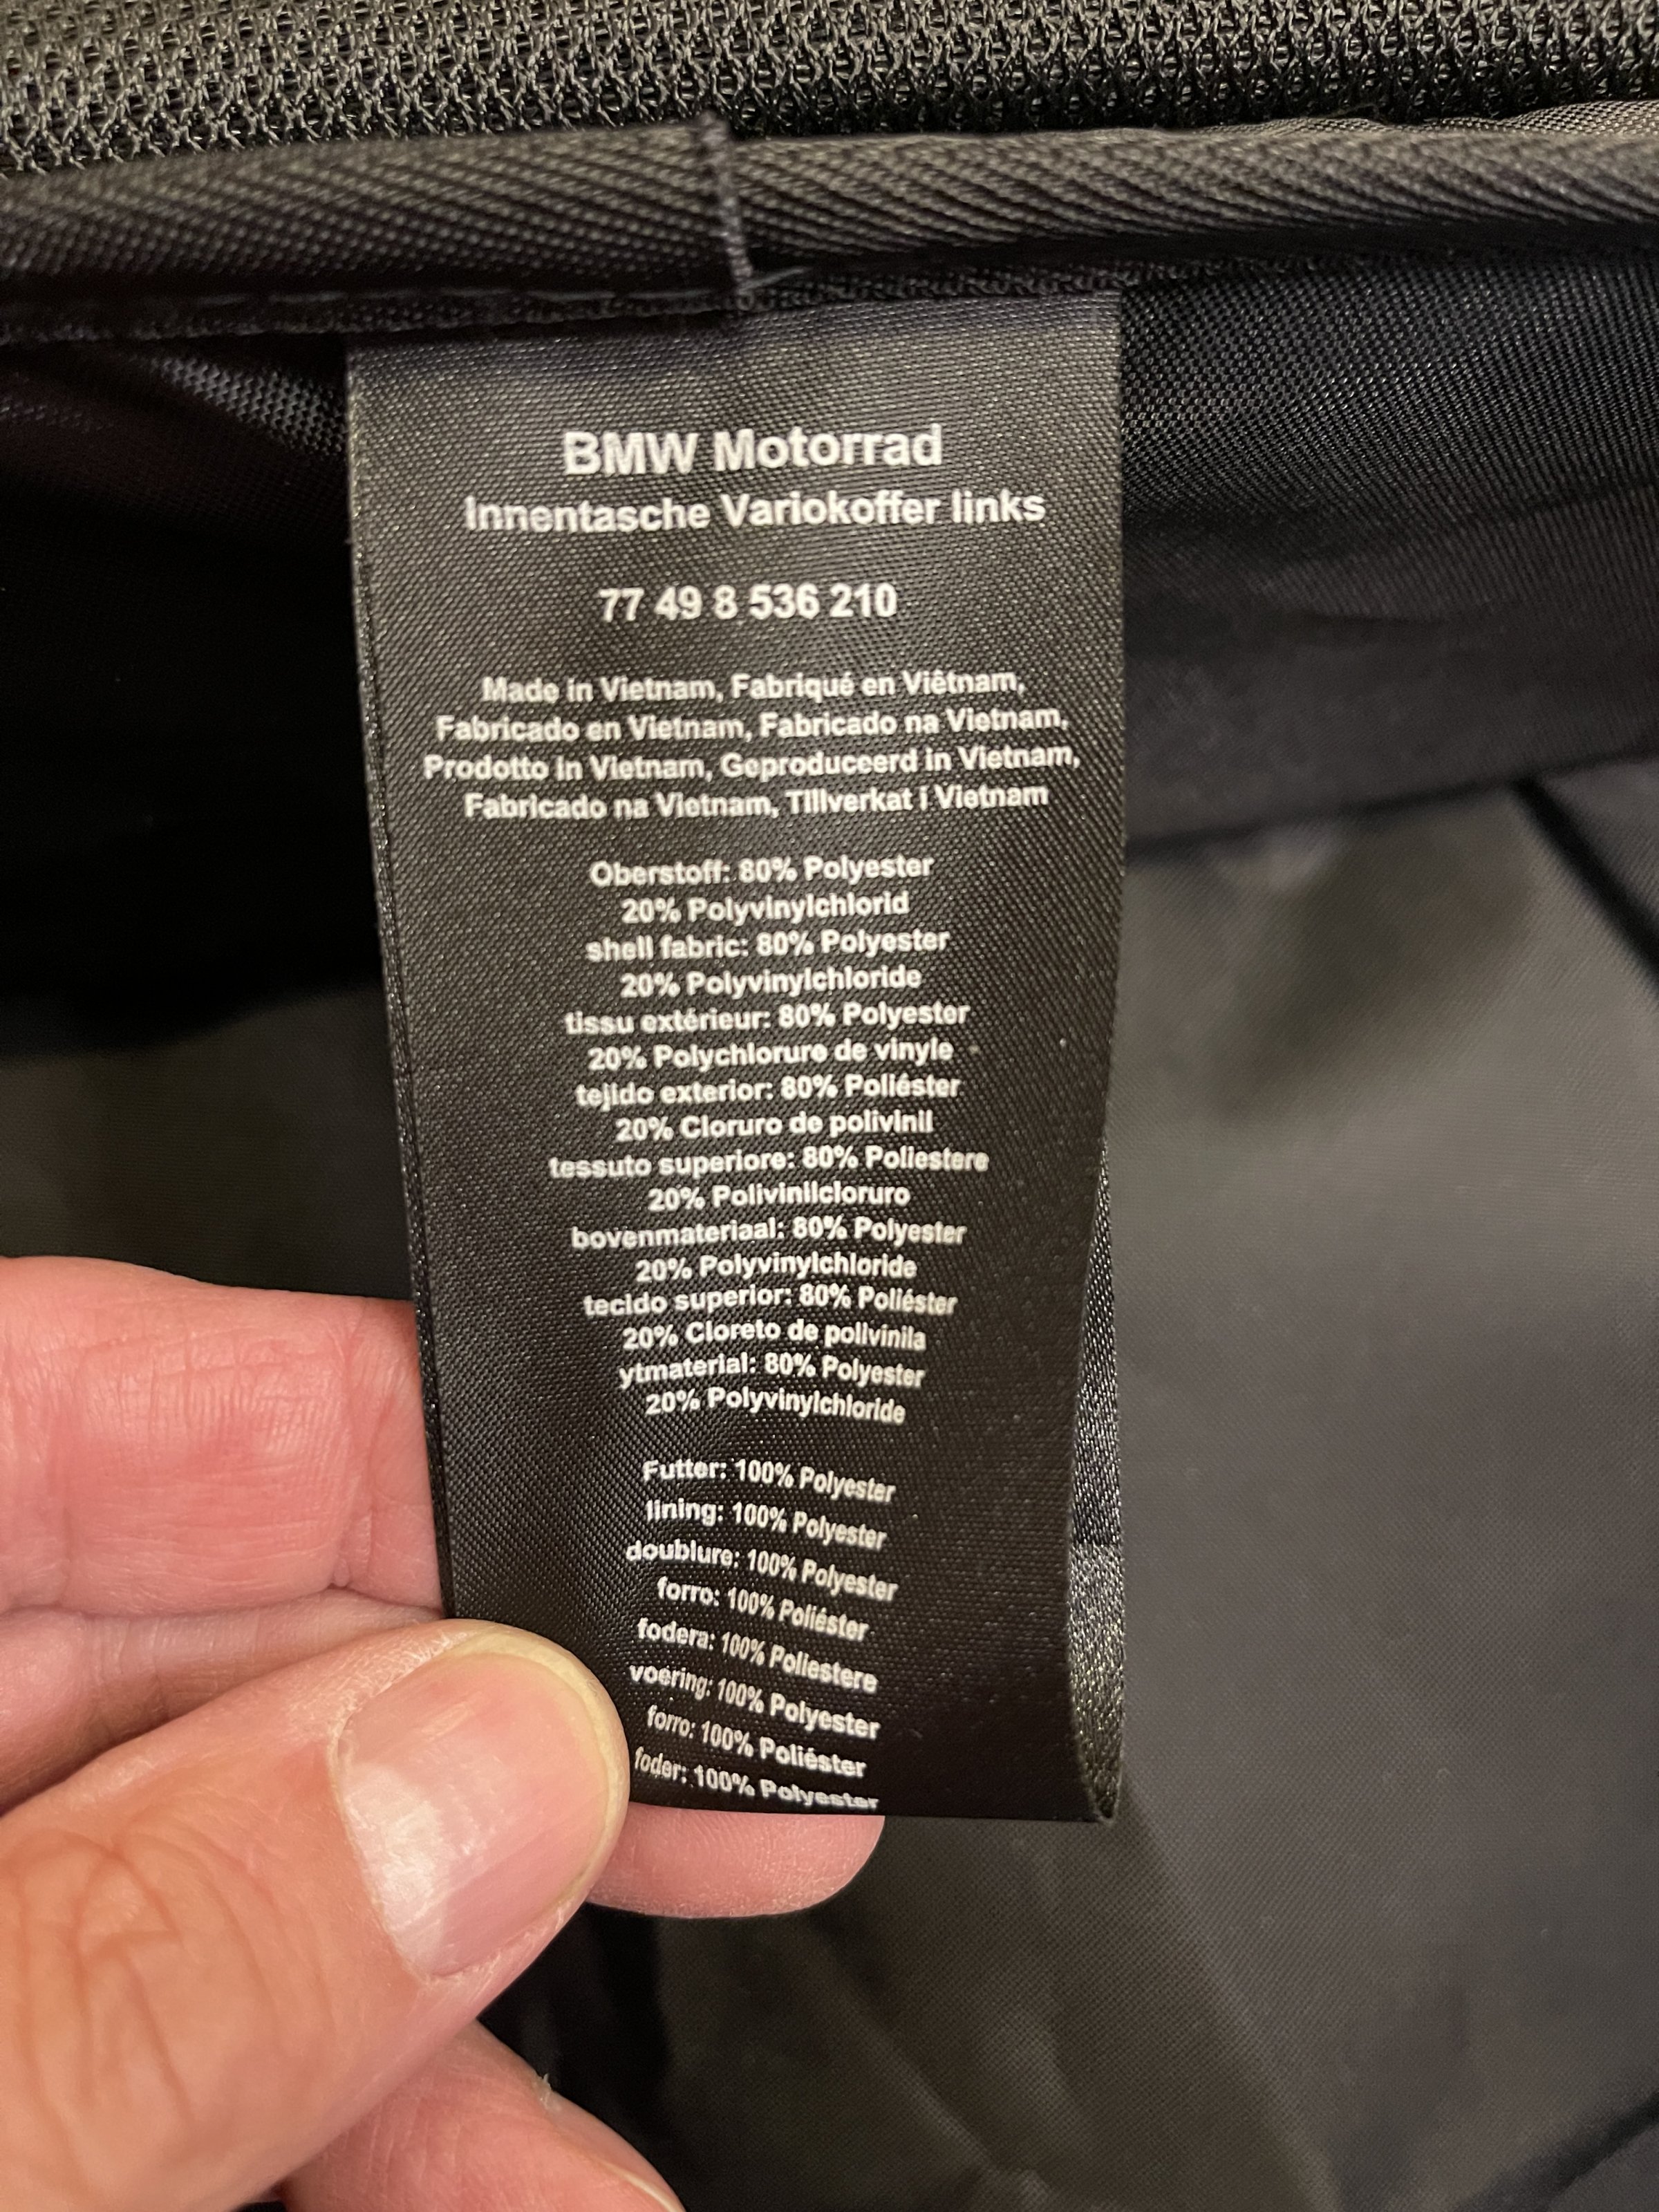 BMW Motorrad
Innentasche Variokoffer links
77 49 8 536 210
Made in Vietnam, Fabriqué en Viêtnam,
Fabricado en Vietnam, Fabricado na Vietnam,
Prodotto in Vietnam, Geproduceerd in Vietnam,
Fabricado na Vietnam, Tillverkat i Vietnam
Oberstoff: 80% Polyester
20% Polyvinylchlorid
shell fabric: 80% Polyester
20% Polyvinylchloride
tissu extérieur: 80% Polyester
20% Polychlorure de vinyle
tejido exterior: 80% Poliéster
20% Cloruro de polivinil
tessuto superiore: 80% Poliestere
20% Polivinilcloruro
bovenmateriaal: 80% Polyester
20% Polyvinylchloride
tecido superior: 80% Poliéster
20% Cloreto de polivinila
ytmaterial: 80% Polyester
20% Polyvinylchloride
Futter: 100% Polyester
lining: 100% Polyester
doublure: 100% Polyester
forro: 100% Poliéster
fodera: 100% Poliestere
voering: 100% Polyester
forro: 100% Poliéster
foder: 100% Polyester